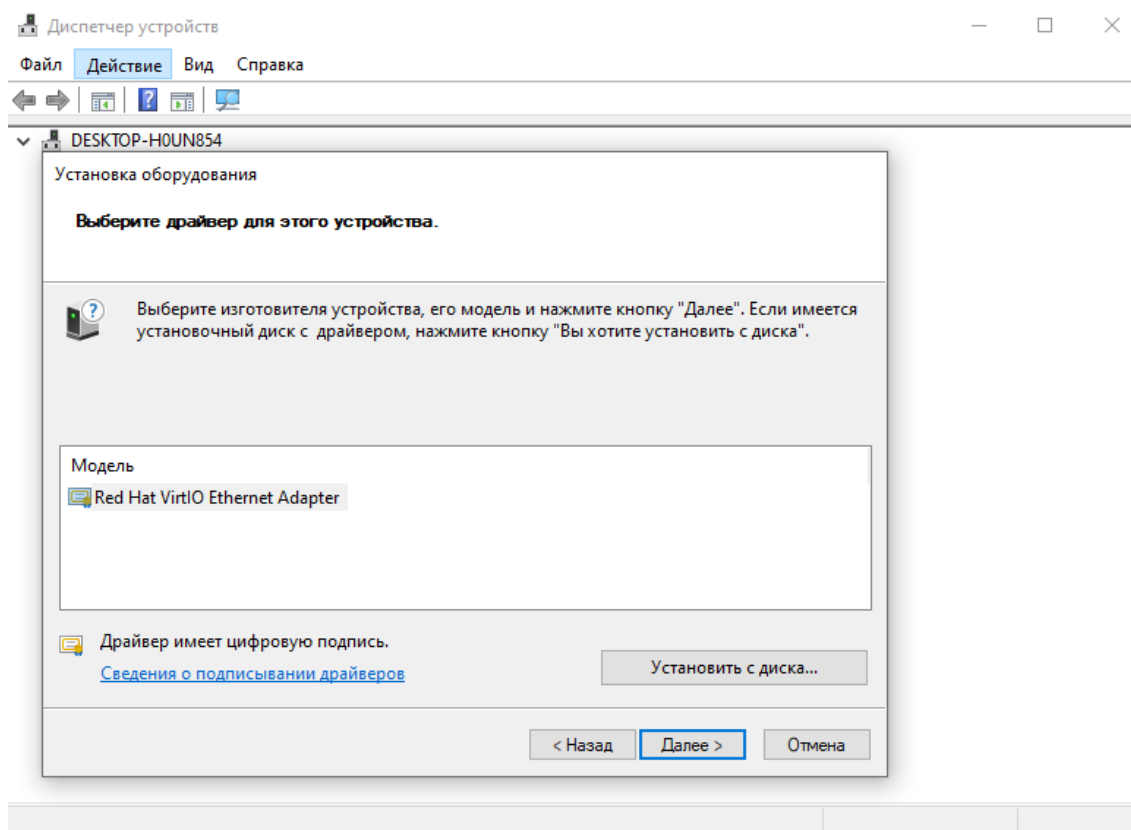 Диспетчер устройств
Файл Действие Вид Справка
DESKTOP-H0UN854
Установка оборудования
Выберите драйвер для этого устройства.
Выберите изготовителя устройства, его модель и нажмите кнопку "Далее". Если имеется
установочный диск с драйвером, нажмите кнопку "Вы хотите установить с диска".
Модель
Red Hat VirtIO Ethernet Adapter
Драйвер имеет цифровую подпись.
Сведения о подписывании драйверов
Установить с диска...
< Назад Далее > Отмена